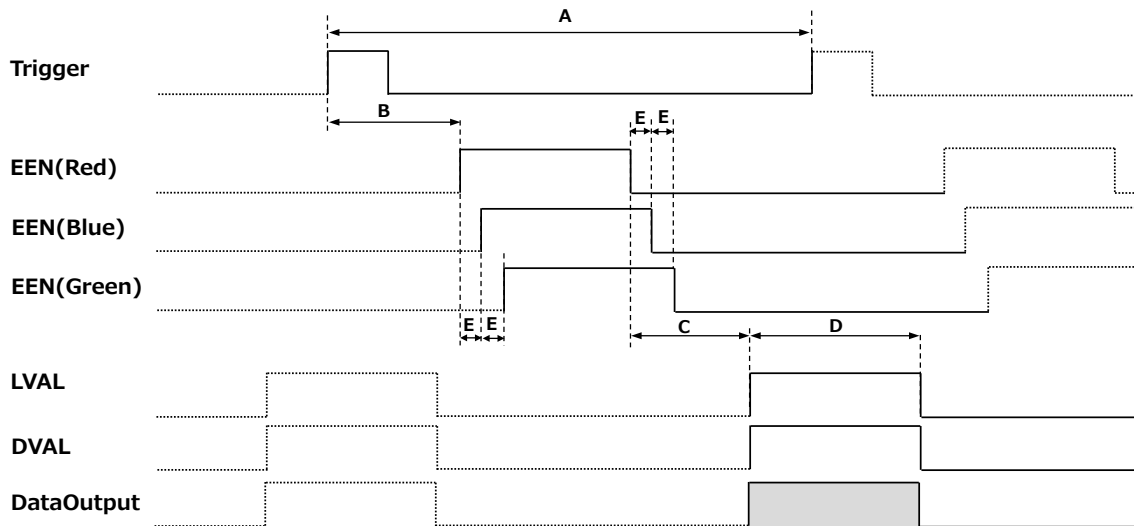 A
Trigger
B
E E
EEN(Red)
EEN(Blue)
EEN(Green)
E E
C D
LVAL
DVAL
DataOutput